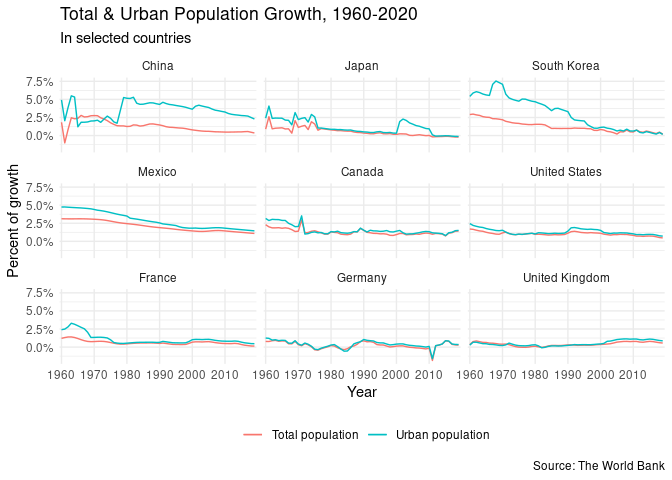 Total & Urban Population Growth, 1960-2020
In selected countries
China Japan South Korea
7.5%
5.0%
2.5%
0.0%
Mexico Canada United States
7.5%
5.0%
2.5%
0.0%
France Germany United Kingdom
7.5%
5.0%
2.5%
0.0%
1960 1970 1980 1990 2000 2010 1960 1970 1980 1990 2000 2010 1960 1970 1980 1990 2000 2010
Percent of growth
Year
Total population Urban population
Source: The World Bank